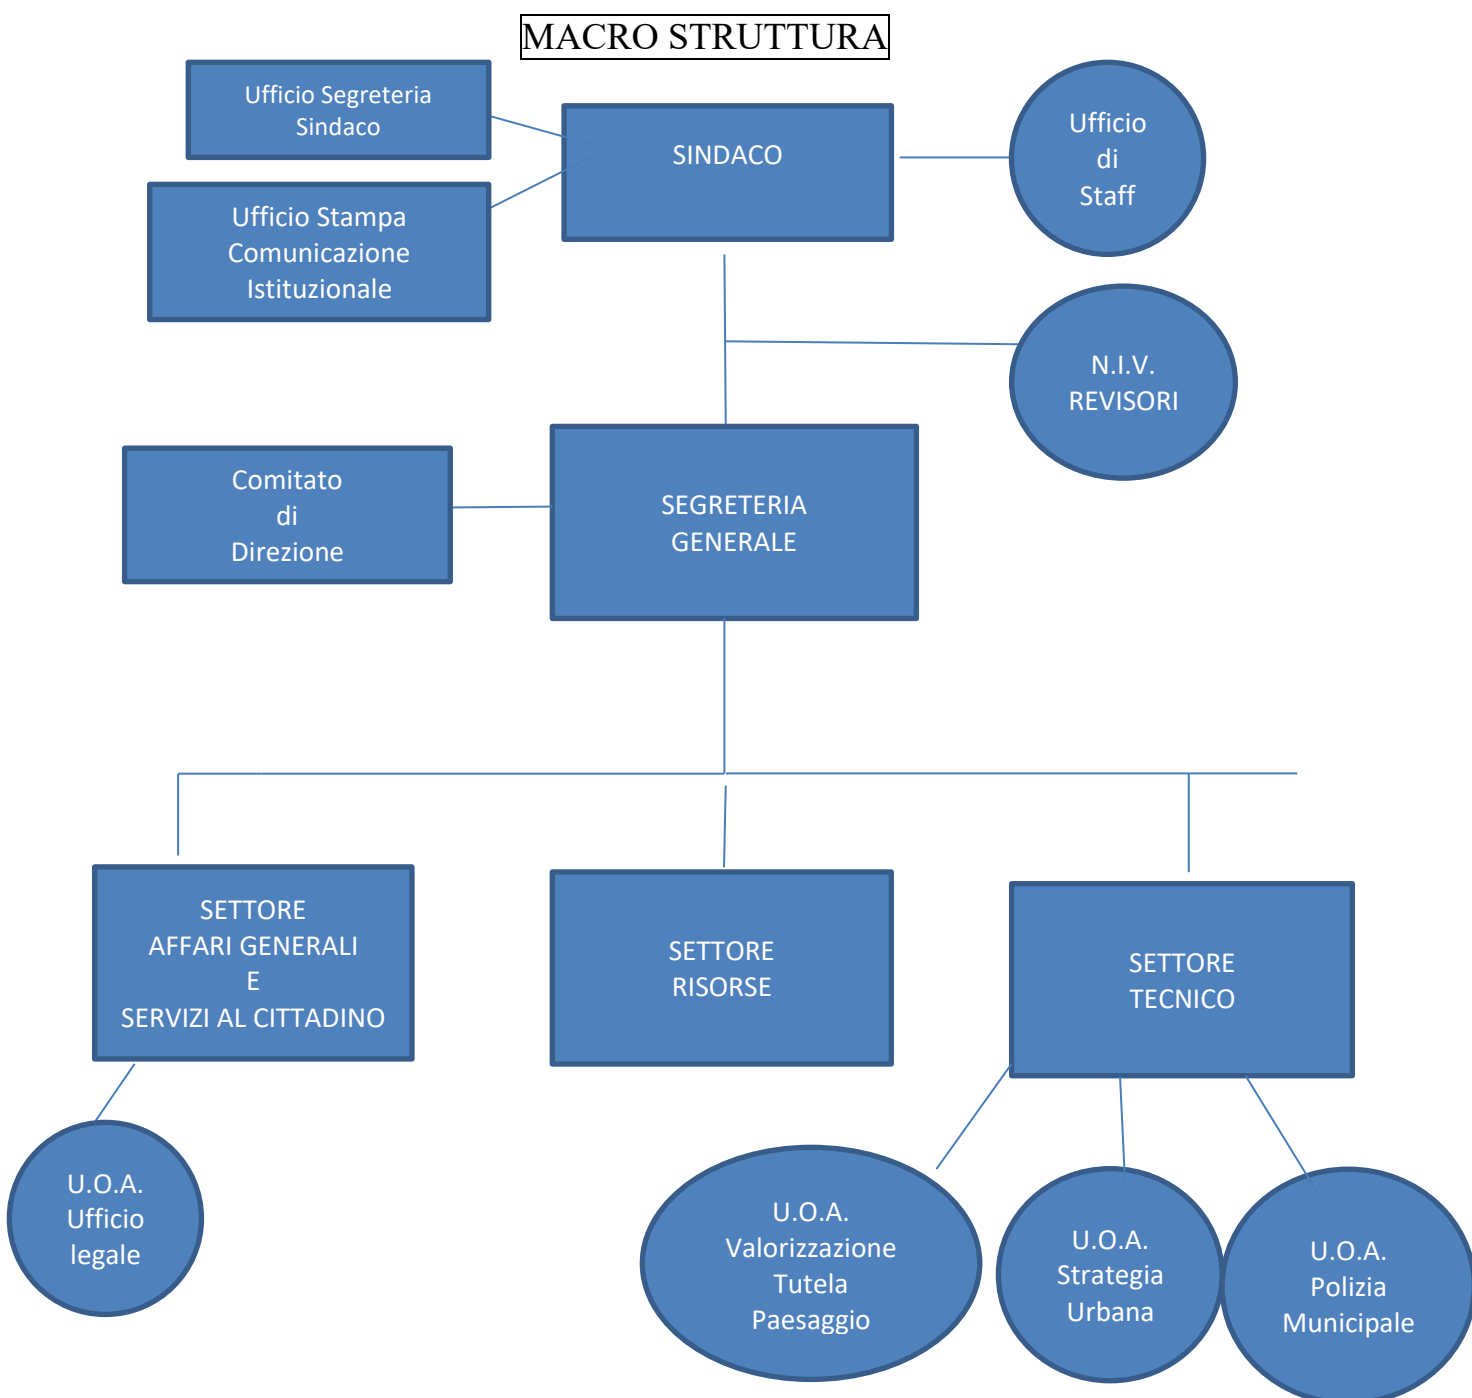 MACRO STRUTTURA
Ufficio Segreteria
Sindaco
SINDACO
Ufficio
di
Staff
Ufficio Stampa
Comunicazione
Istituzionale
N.I.V.
REVISORI
Comitato
di
Direzione
SEGRETERIA
GENERALE
SETTORE
AFFARI GENERALI
E
SERVIZI AL CITTADINO
SETTORE
RISORSE
SETTORE
TECNICO
U.O.A.
Ufficio
legale
U.O.A.
Valorizzazione
Tutela
Paesaggio
U.O.A.
Strategia
Urbana
U.O.A.
Polizia
Municipale